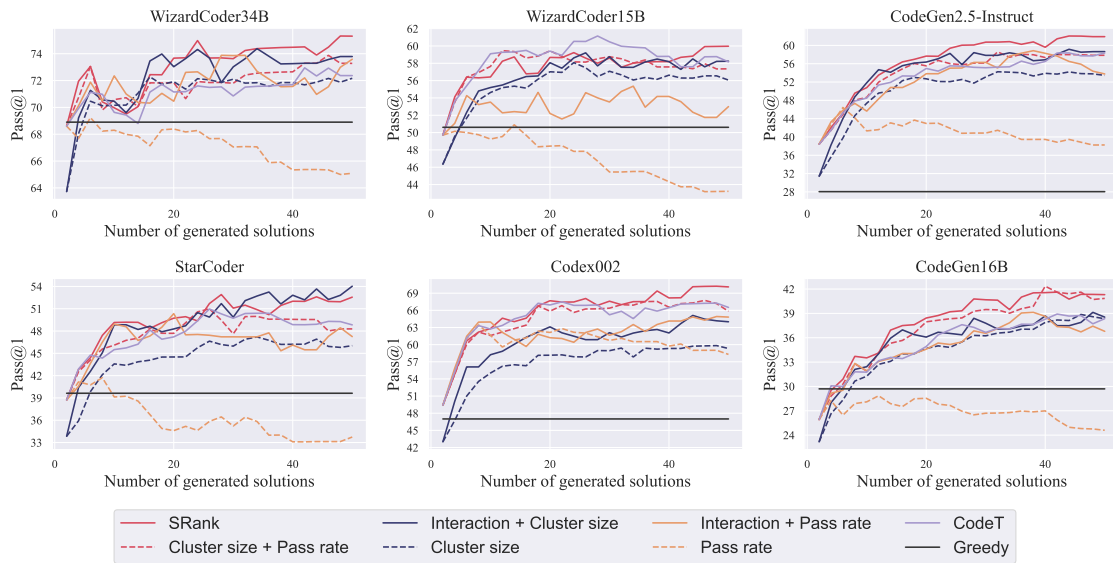 WizardCoder34B
WizardCoder15B
CodeGen2.5-Instruct
Pass@1
74
72
70
68
66
64
0
20
40
Number of generated solutions
62
60
58
56
54
52
50
48
46
44
0
20
40
Number of generated solutions
60
56
52
48
44
40
36
32
28
0
20
40
Number of generated solutions
StarCoder
Codex002
CodeGen16B
Pass@1
54
51
48
45
42
39
36
33
0
20
40
Number of generated solutions
Pass@1
69
66
63
60
57
54
51
48
45
42
0
20
40
Number of generated solutions
Pass@1
42
39
36
33
30
27
24
0
20
40
Number of generated solutions
SRank
Interaction + Cluster size
Interaction + Pass rate
CodeT
Cluster size + Pass rate
Cluster size
Pass rate
Greedy